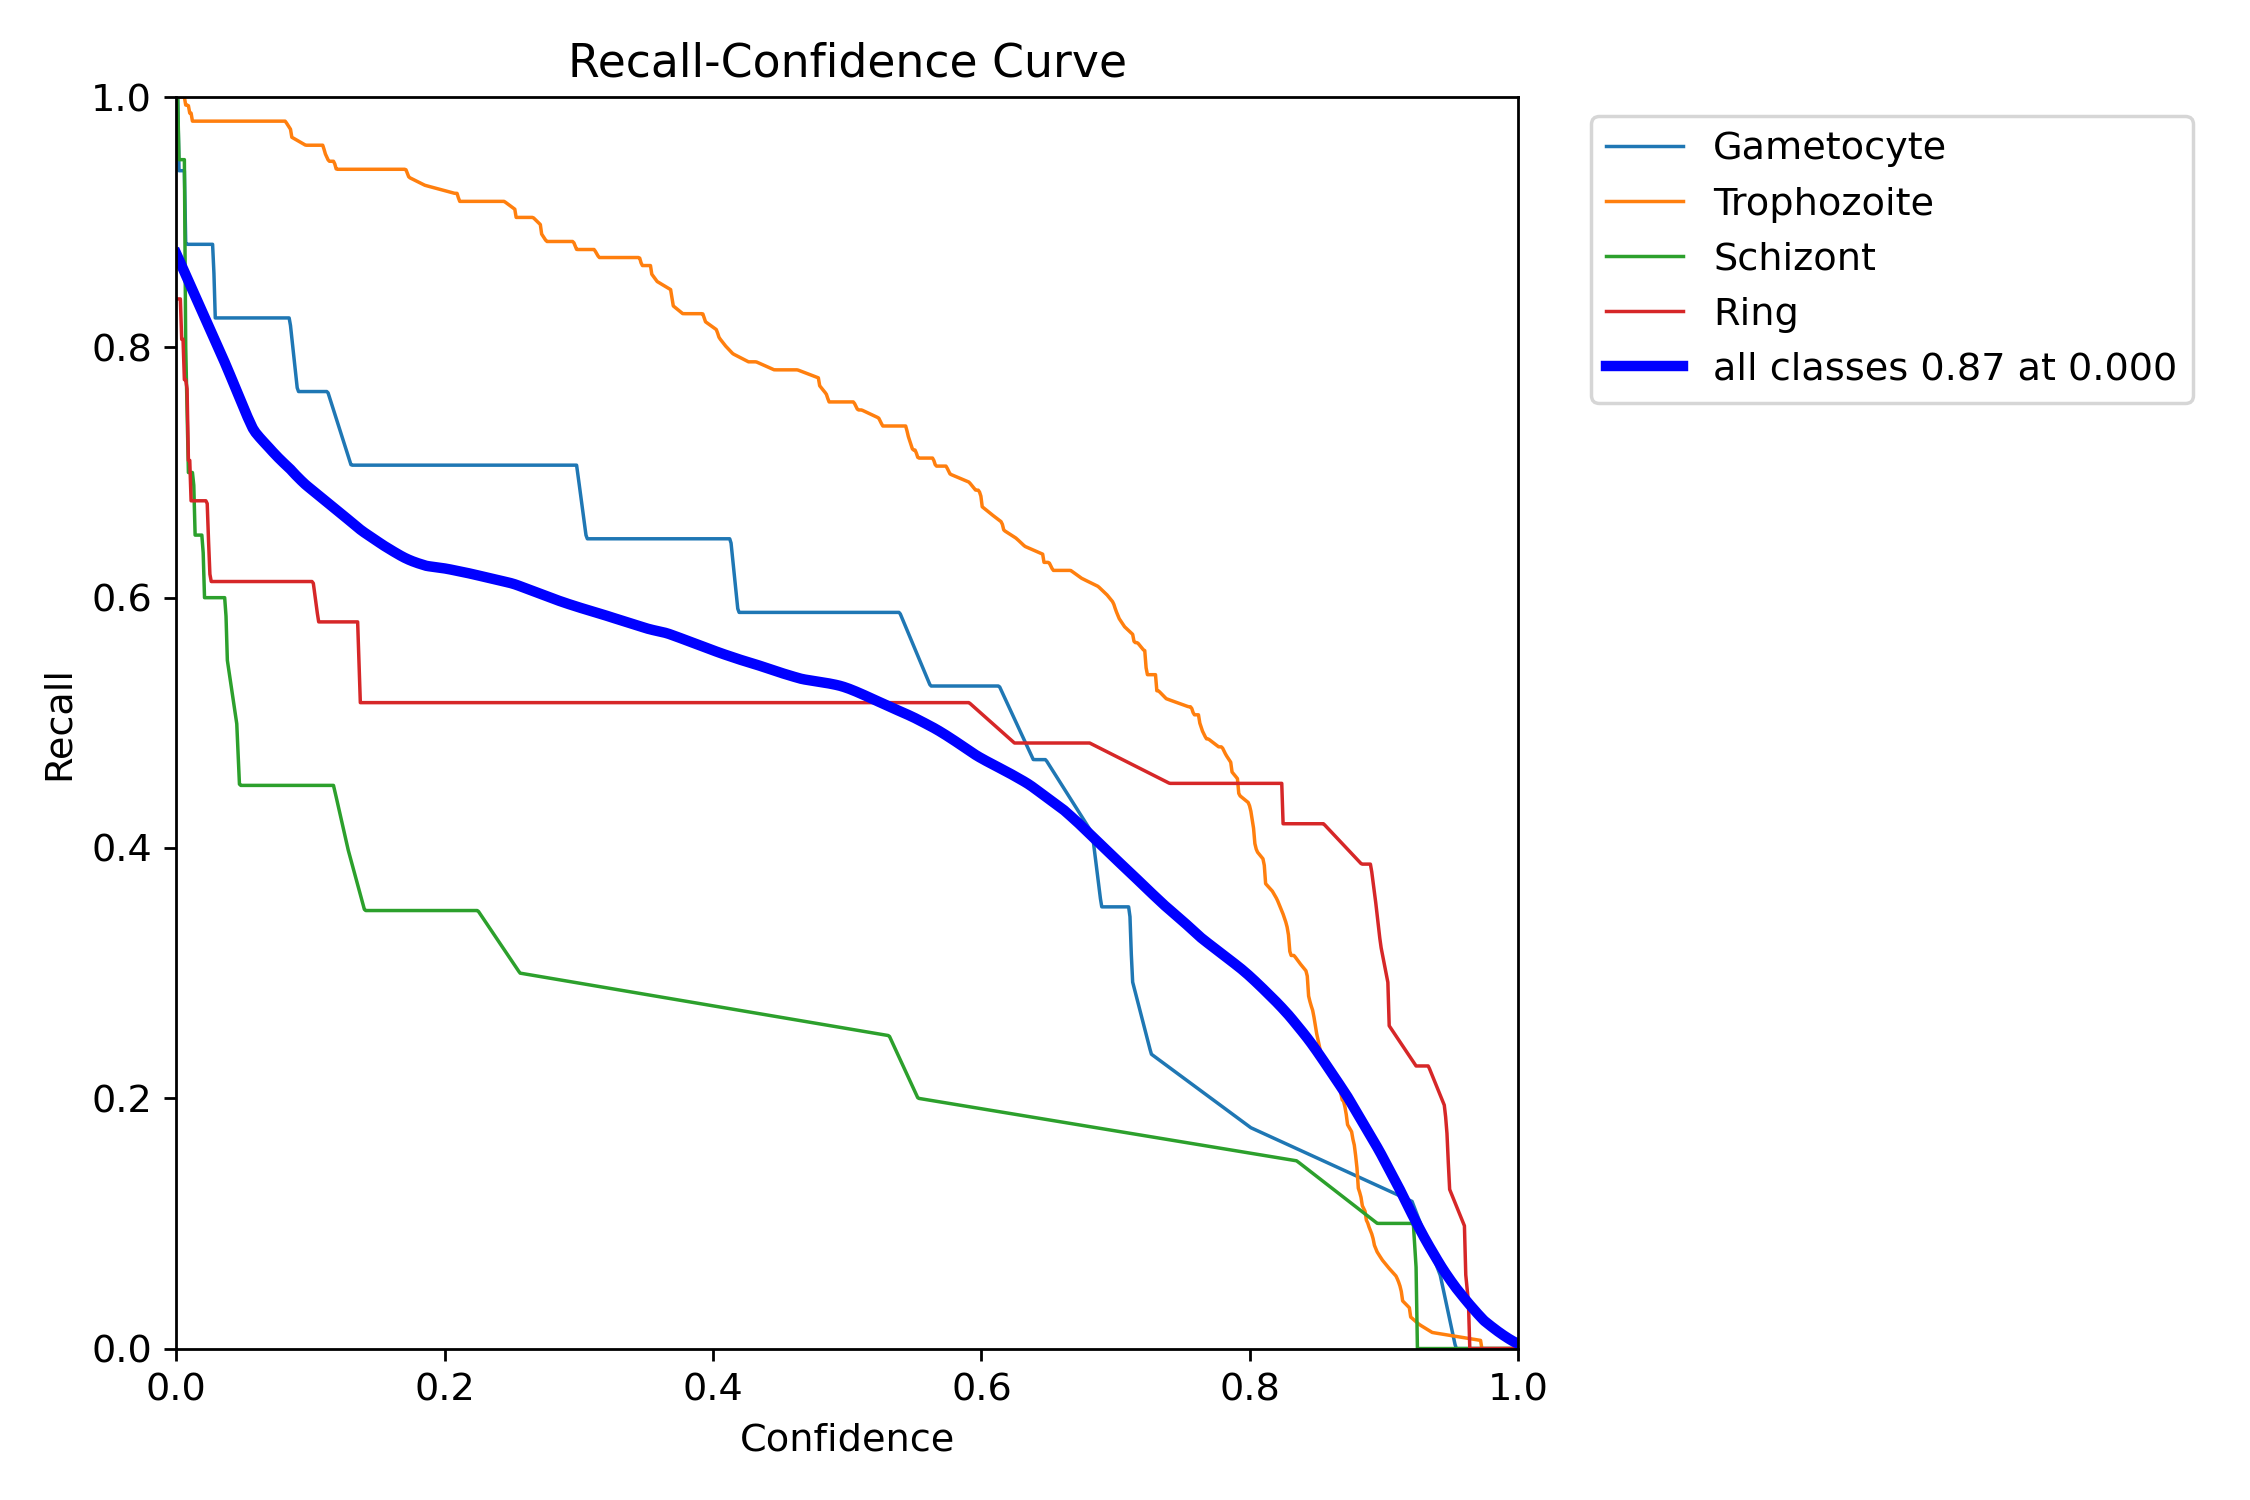 Recall-Confidence Curve
1.0
0.8
0.6
0.4
0.2
0.0
Recall
0.0 0.2 0.4 0.6 0.8 1.0
Confidence
Gametocyte
Trophozoite
Schizont
Ring
all classes 0.87 at 0.000